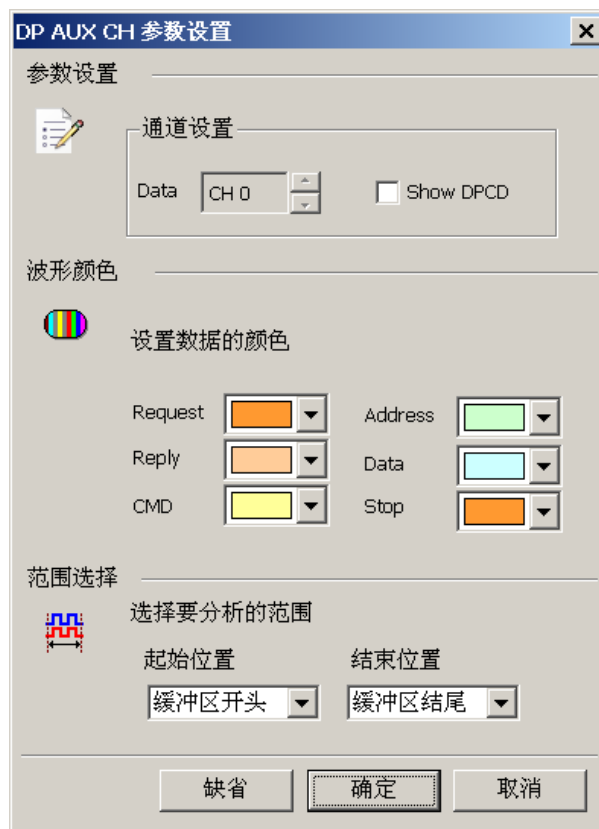 DP AUX CH 参数设置
参数设置
通道设置
Data CH 0 Show DPCD
波形颜色
设置数据的颜色
Request Address
Reply Data
CMD Stop
范围选择
选择要分析的范围
起始位置 结束位置
缓冲区开头 缓冲区结尾
缺省 确定 取消